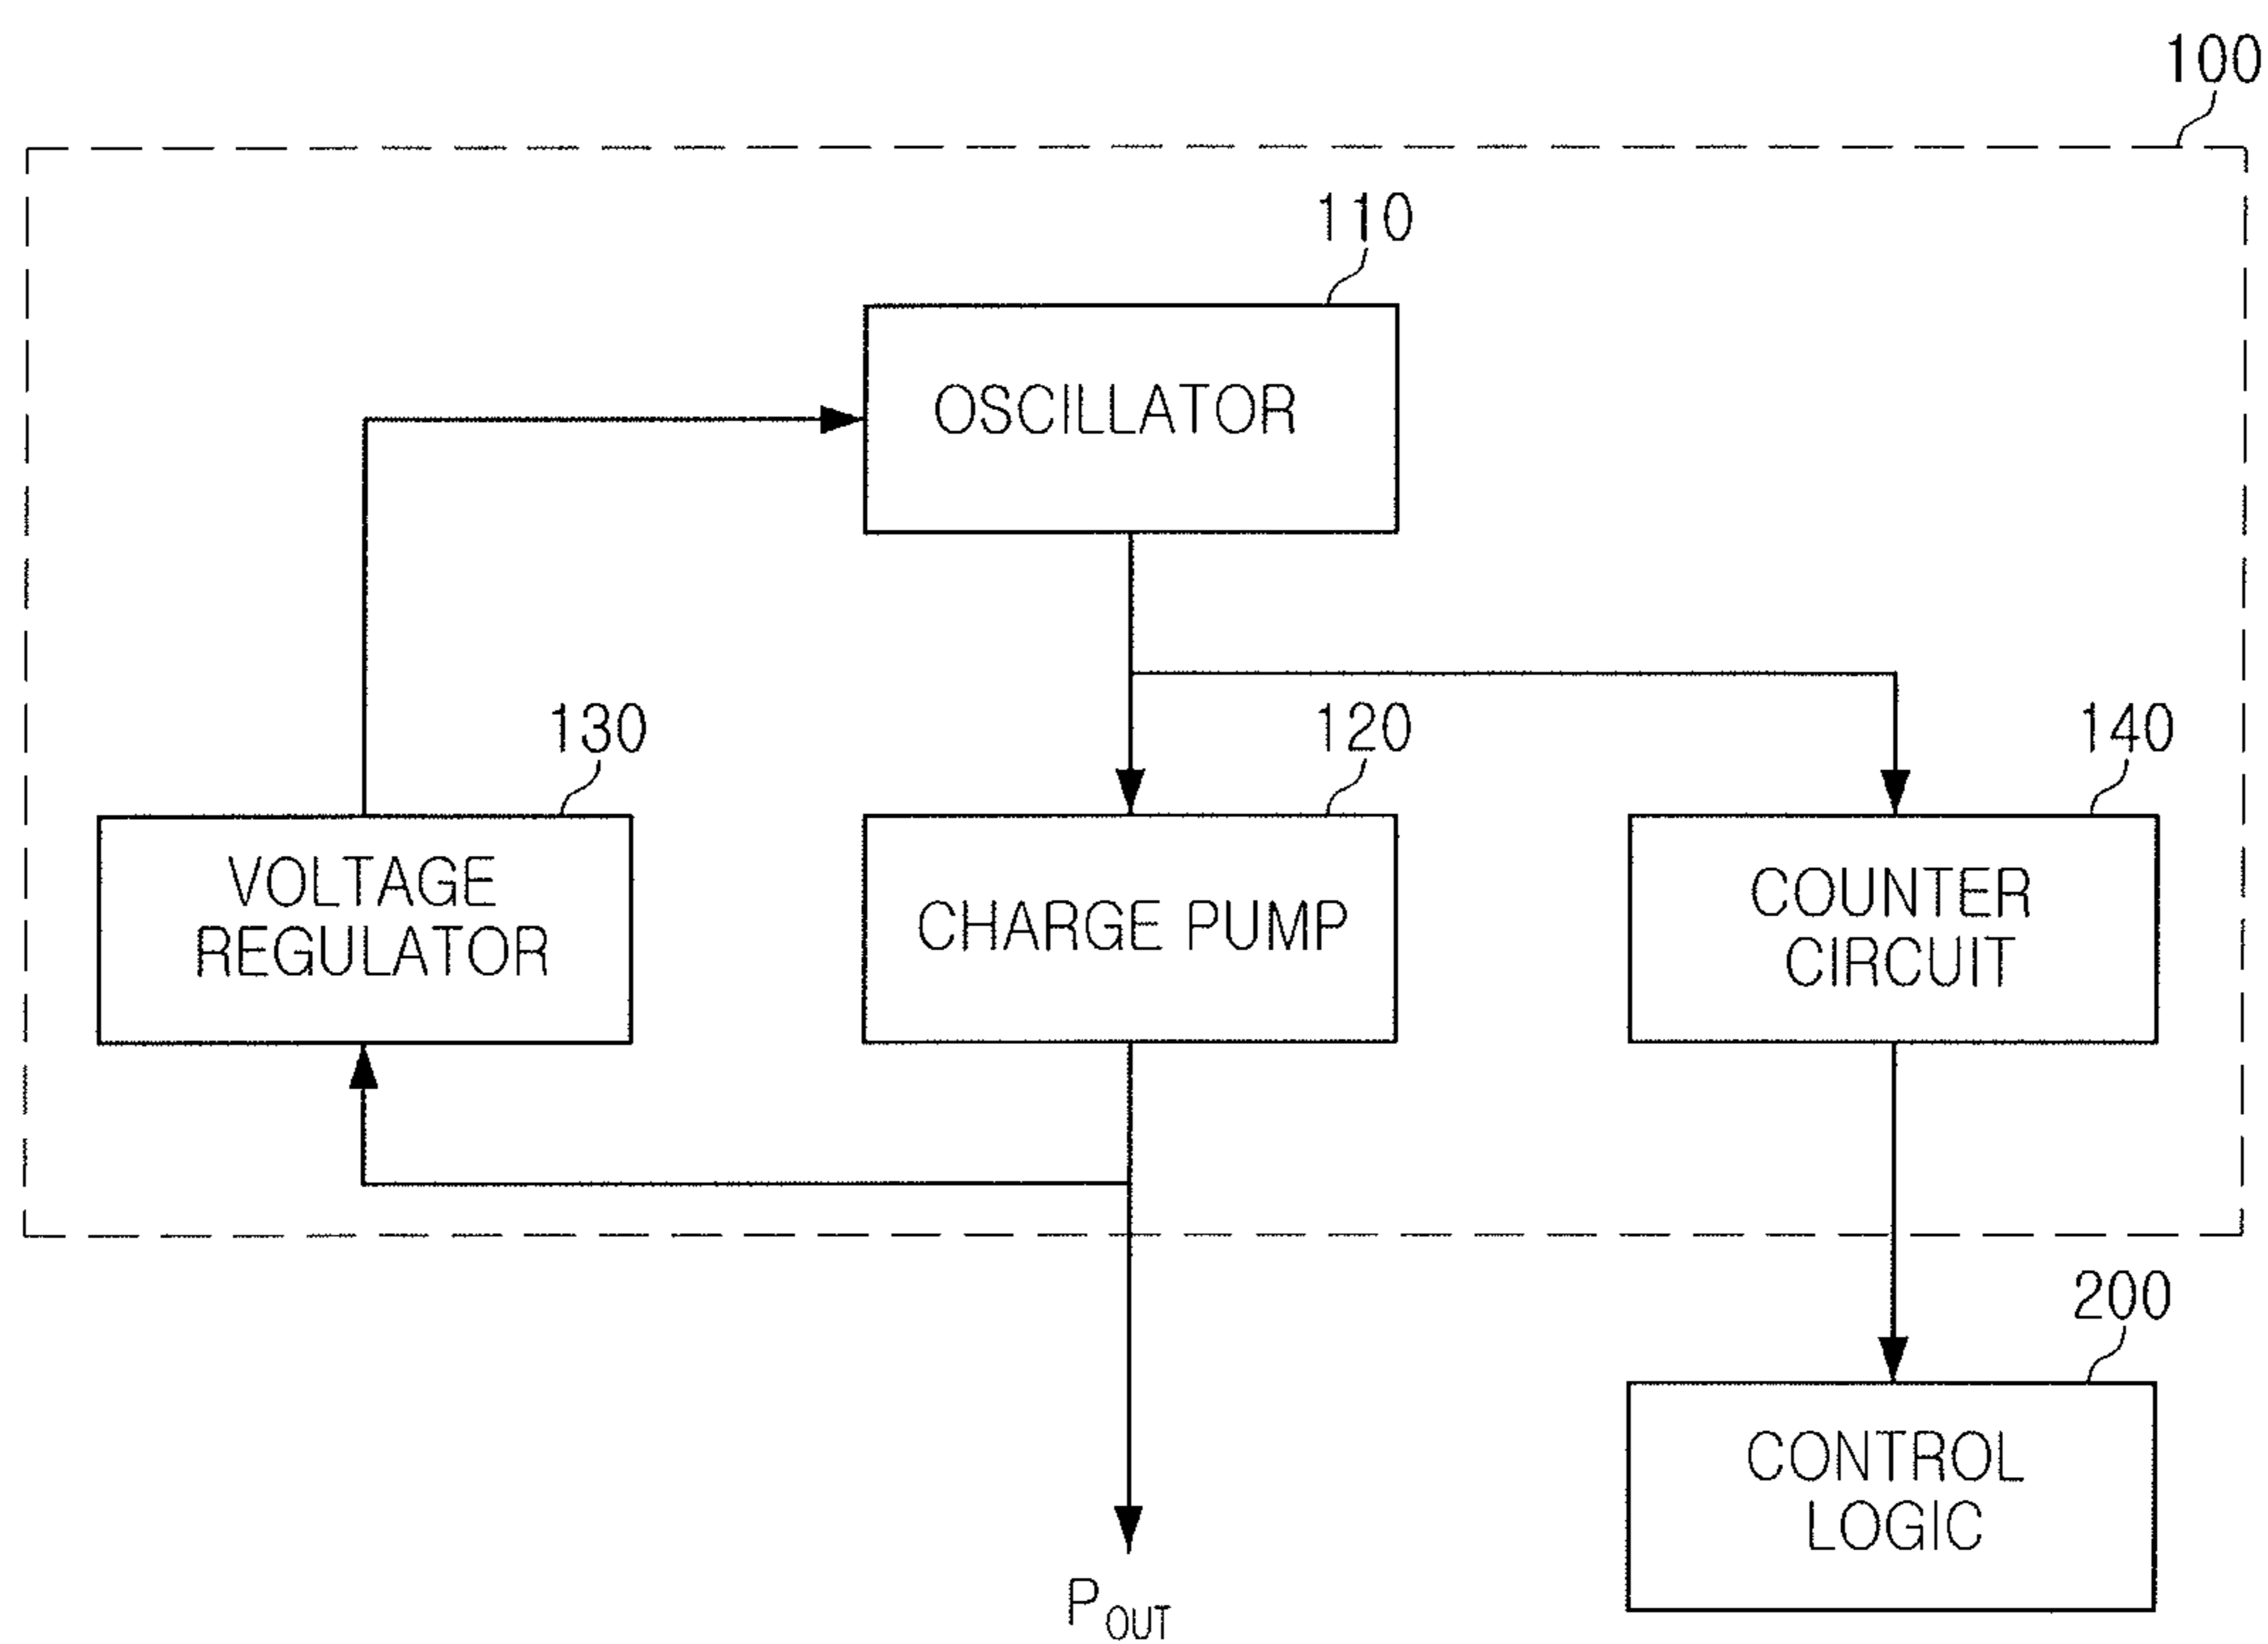 100
110
OSCILLATOR
130
120
140
VOLTAGE
REGULATOR
CHARGE PUMP
COUNTER
CIRCUIT
200
CONTROL
LOGIC
POUT